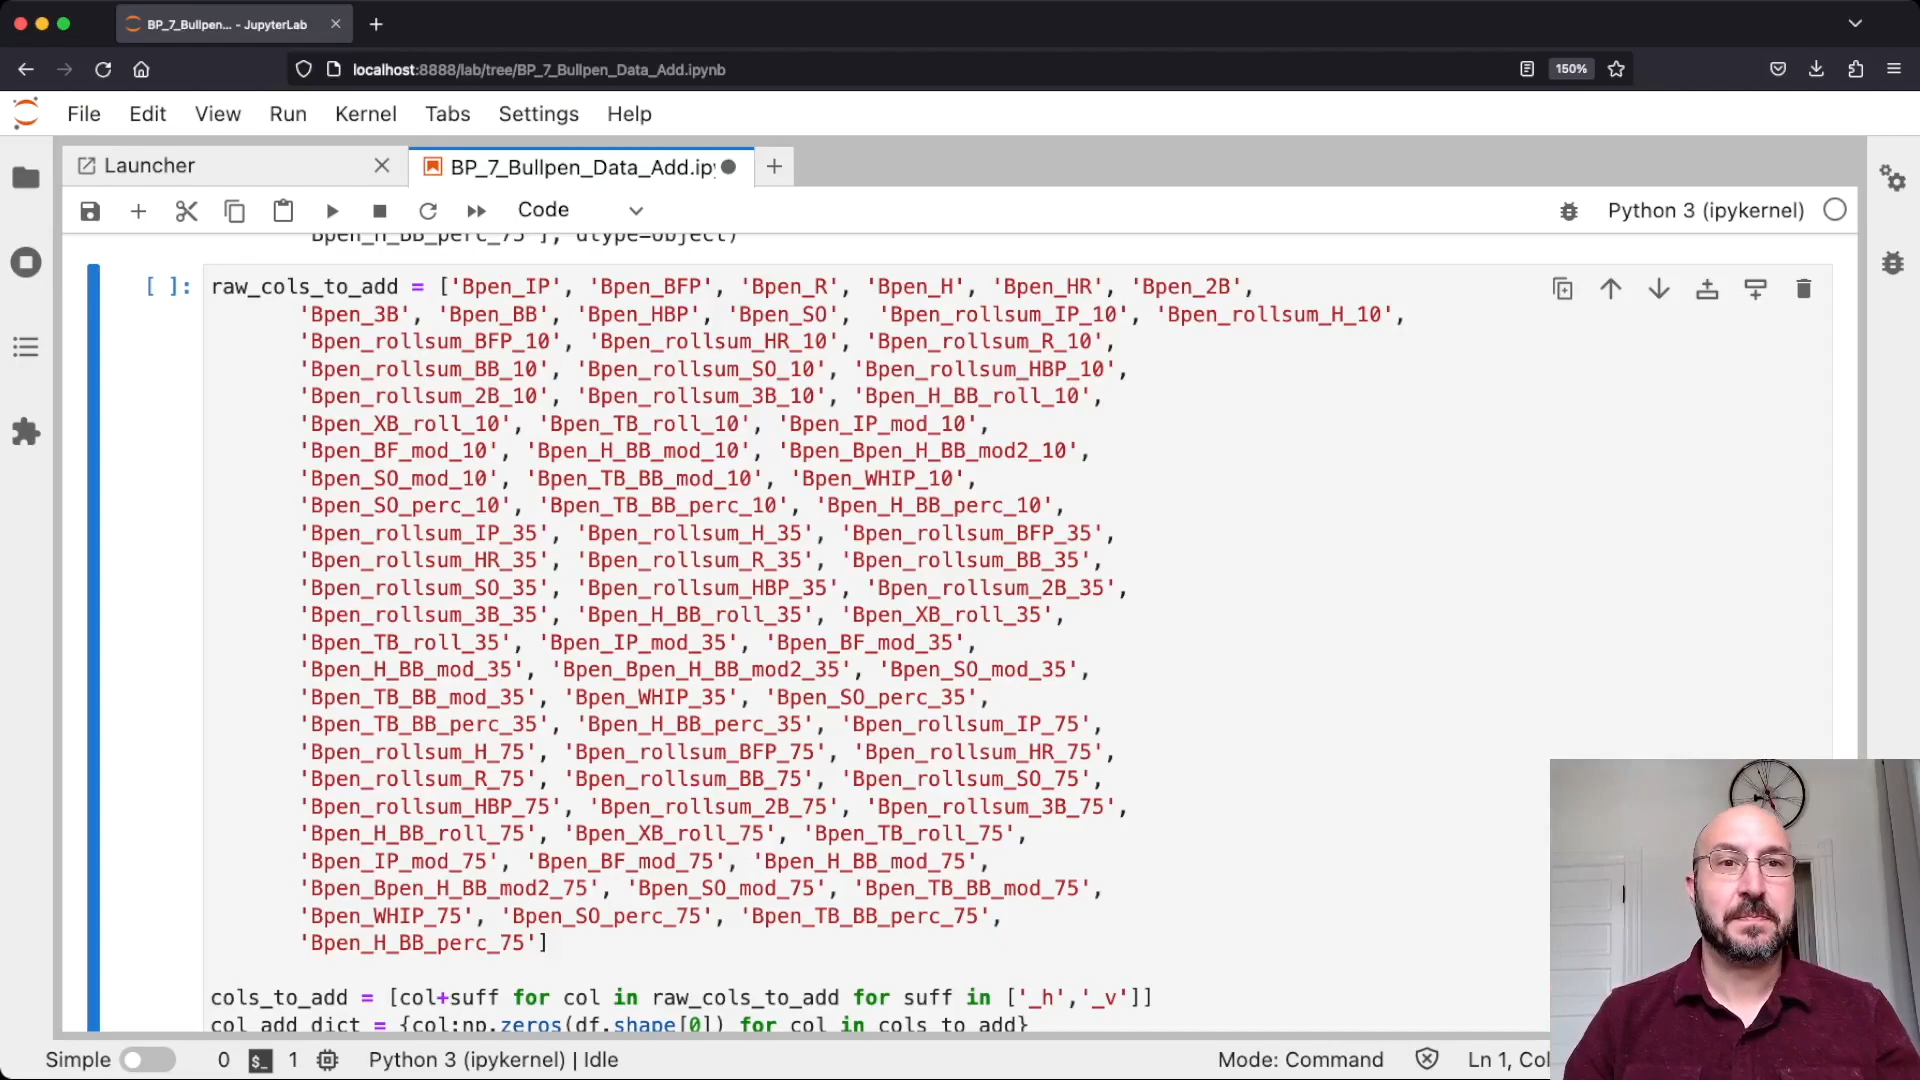 BP_7_Bullpen... - JupyterLab
localhost:8888/lab/tree/BP_7_Bullpen_Data_Add.ipynb
150%
File Edit View Run Kernel Tabs Settings Help
Launcher
BP_7_Bullpen_Data_Add.ip
Code
Python 3 (ipykernel)
'Bpen_H_BB_perc_75'], dtype=object)
[ ]:
raw_cols_to_add = ['Bpen_IP', 'Bpen_BFP', 'Bpen_R', 'Bpen_H', 'Bpen_HR', 'Bpen_2B',
'Bpen_3B', 'Bpen_BB', 'Bpen_HBP', 'Bpen_SO',  'Bpen_rollsum_IP_10', 'Bpen_rollsum_H_10',
'Bpen_rollsum_BFP_10', 'Bpen_rollsum_HR_10', 'Bpen_rollsum_R_10',
'Bpen_rollsum_BB_10', 'Bpen_rollsum_SO_10', 'Bpen_rollsum_HBP_10',
'Bpen_rollsum_2B_10', 'Bpen_rollsum_3B_10', 'Bpen_H_BB_roll_10',
'Bpen_XB_roll_10', 'Bpen_TB_roll_10', 'Bpen_IP_mod_10',
'Bpen_BF_mod_10', 'Bpen_H_BB_mod_10', 'Bpen_Bpen_H_BB_mod2_10',
'Bpen_SO_mod_10', 'Bpen_TB_BB_mod_10', 'Bpen_WHIP_10',
'Bpen_SO_perc_10', 'Bpen_TB_BB_perc_10', 'Bpen_H_BB_perc_10',
'Bpen_rollsum_IP_35', 'Bpen_rollsum_H_35', 'Bpen_rollsum_BFP_35',
'Bpen_rollsum_HR_35', 'Bpen_rollsum_R_35', 'Bpen_rollsum_BB_35',
'Bpen_rollsum_SO_35', 'Bpen_rollsum_HBP_35', 'Bpen_rollsum_2B_35',
'Bpen_rollsum_3B_35', 'Bpen_H_BB_roll_35', 'Bpen_XB_roll_35',
'Bpen_TB_roll_35', 'Bpen_IP_mod_35', 'Bpen_BF_mod_35',
'Bpen_H_BB_mod_35', 'Bpen_Bpen_H_BB_mod2_35', 'Bpen_SO_mod_35',
'Bpen_TB_BB_mod_35', 'Bpen_WHIP_35', 'Bpen_SO_perc_35',
'Bpen_TB_BB_perc_35', 'Bpen_H_BB_perc_35', 'Bpen_rollsum_IP_75',
'Bpen_rollsum_H_75', 'Bpen_rollsum_BFP_75', 'Bpen_rollsum_HR_75',
'Bpen_rollsum_R_75', 'Bpen_rollsum_BB_75', 'Bpen_rollsum_SO_75',
'Bpen_rollsum_HBP_75', 'Bpen_rollsum_2B_75', 'Bpen_rollsum_3B_75',
'Bpen_H_BB_roll_75', 'Bpen_XB_roll_75', 'Bpen_TB_roll_75',
'Bpen_IP_mod_75', 'Bpen_BF_mod_75', 'Bpen_H_BB_mod_75',
'Bpen_Bpen_H_BB_mod2_75', 'Bpen_SO_mod_75', 'Bpen_TB_BB_mod_75',
'Bpen_WHIP_75', 'Bpen_SO_perc_75', 'Bpen_TB_BB_perc_75',
'Bpen_H_BB_perc_75']
cols_to_add = [col+suff for col in raw_cols_to_add for suff in ['_h','_v']]
col_add_dict = {col:np.zeros(df.shape[0]) for col in cols_to_add}
Simple 0 $_ 1 Python 3 (ipykernel) | Idle Mode: Command Ln 1, Col